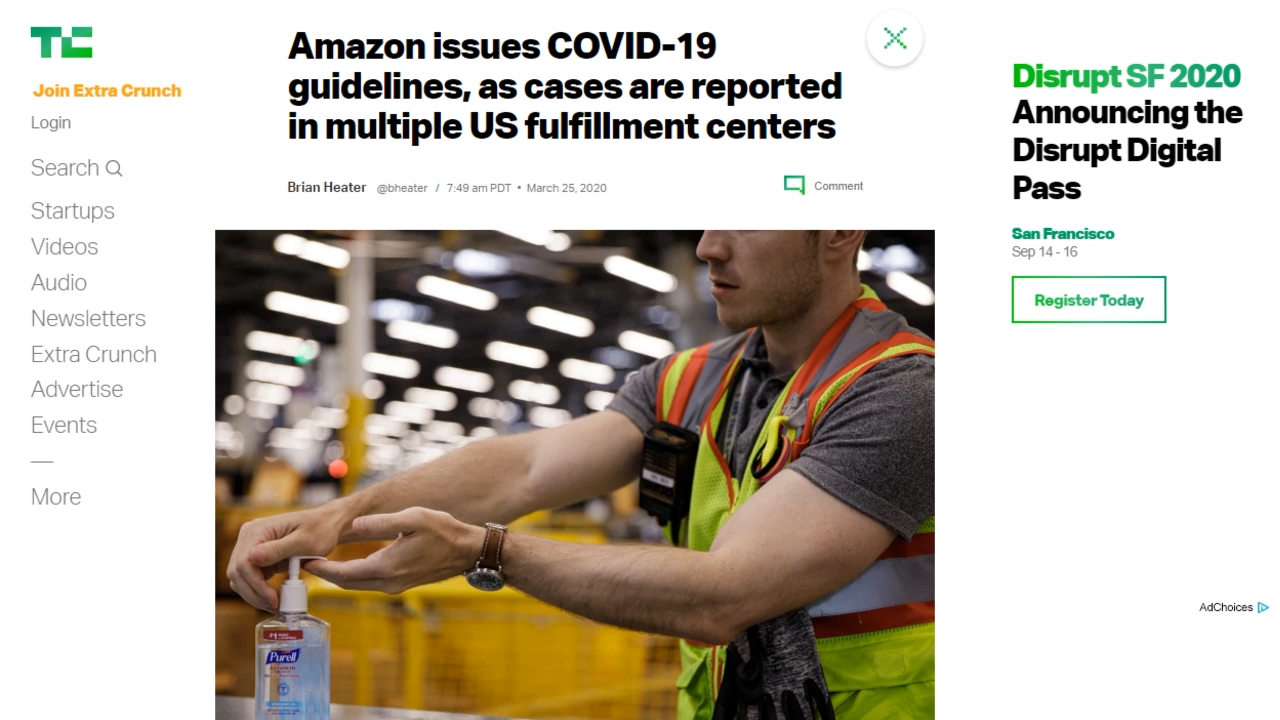 TC
Join Extra Crunch
Login
Search
Startups
Videos
Audio
Newsletters
Extra Crunch
Advertise
Events
—
More
Amazon issues COVID-19
guidelines, as cases are reported
in multiple US fulfillment centers
Brian Heater @bheater / 7:49 am PDT • March 25, 2020
Comment
#1
Purell
Disrupt SF 2020
Announcing the
Disrupt Digital
Pass
San Francisco
Sep 14 - 16
Register Today
AdChoices